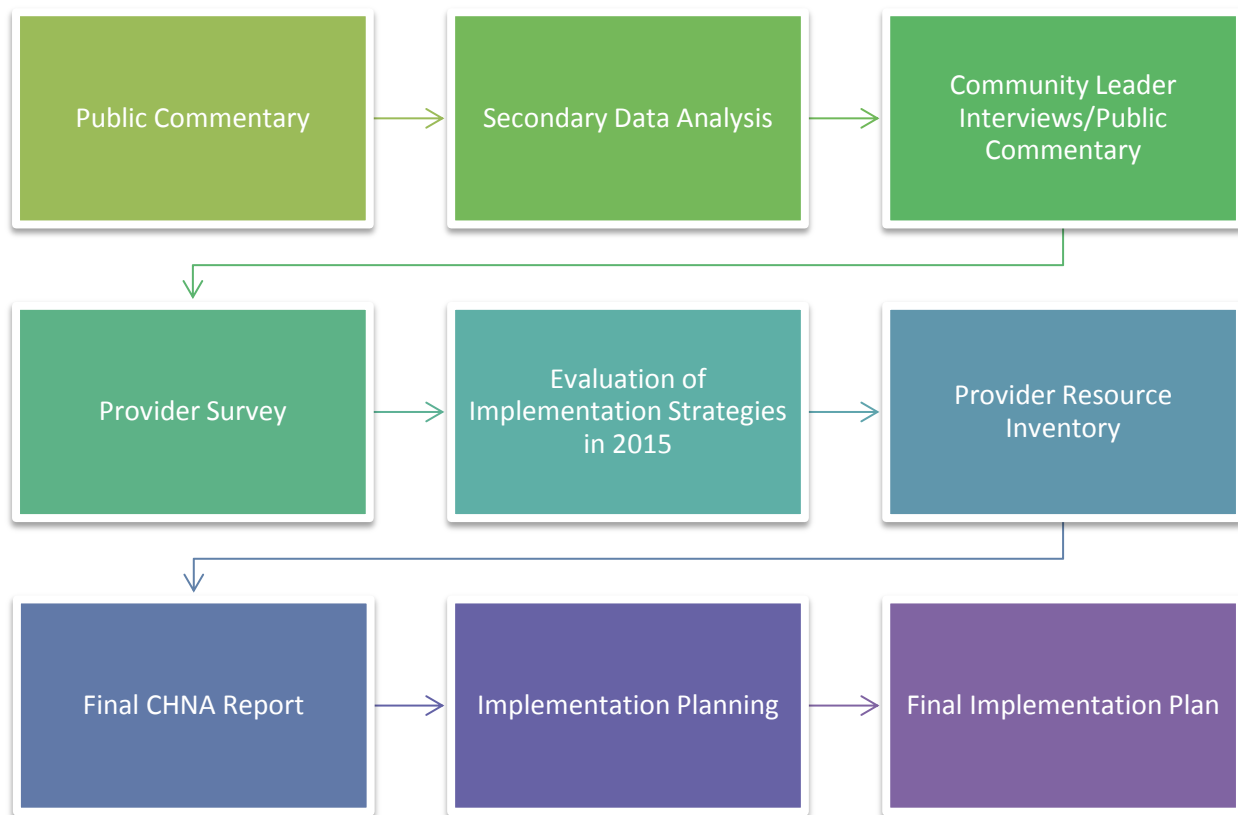 Public Commentary
Secondary Data Analysis
Community Leader
Interviews/Public
Commentary
Provider Survey
Evaluation of
Implementation Strategies
in 2015
Provider Resource
Inventory
Final CHNA Report
Implementation Planning
Final Implementation Plan